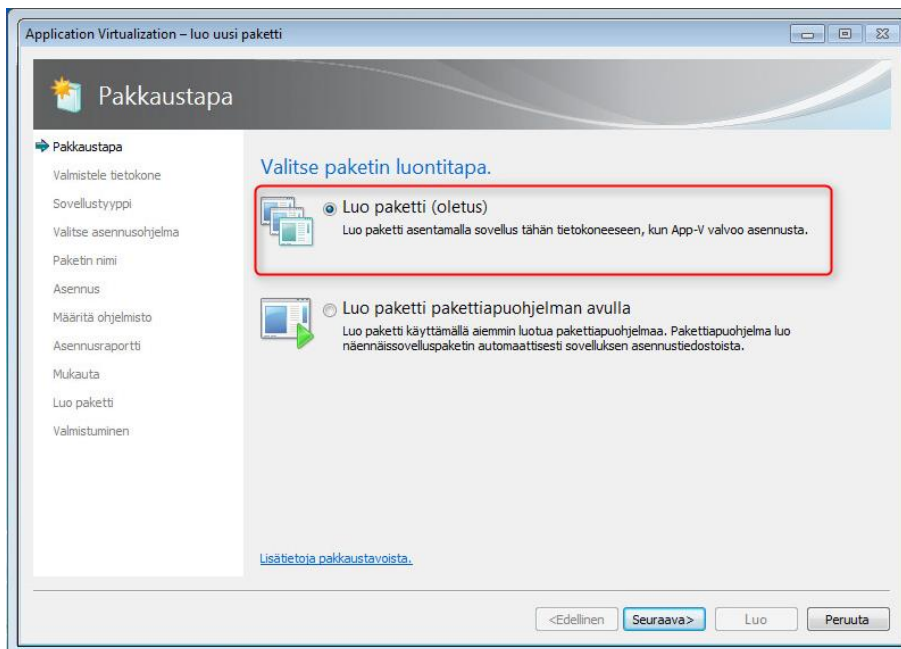 Application Virtualization – luo uusi paketti
Pakkaustapa
Pakkaustapa
Valmistele tietokone
Sovellustyyppi
Valitse asennusohjelma
Paketin nimi
Asennus
Määritä ohjelmisto
Asennusraportti
Mukauta
Luo paketti
Valmistuminen
Valitse paketin luontitapa.
Luo paketti (oletus)
Luo paketti asentamalla sovellus tähän tietokoneeseen, kun App-V valvoo asennusta.
Luo paketti pakettiapuohjelman avulla
Luo paketti käyttämällä aiemmin luotua pakettiapuohjelmaa. Pakettiapuohjelma luo
näennäissovelluspaketin automaattisesti sovelluksen asennustiedostoista.
Lisätietoja pakkaustavoista.
<Edellinen
Seuraava>
Luo
Peruuta